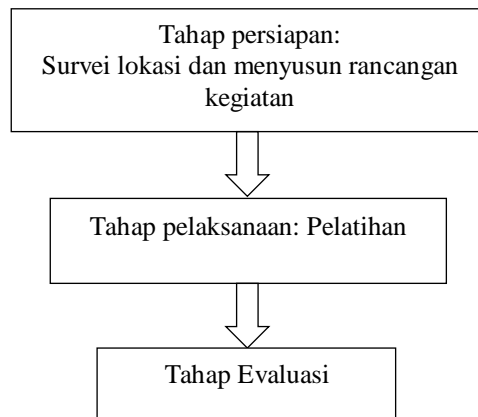 Tahap persiapan:
Survei lokasi dan menyusun rancangan
kegiatan
Tahap pelaksanaan: Pelatihan
Tahap Evaluasi